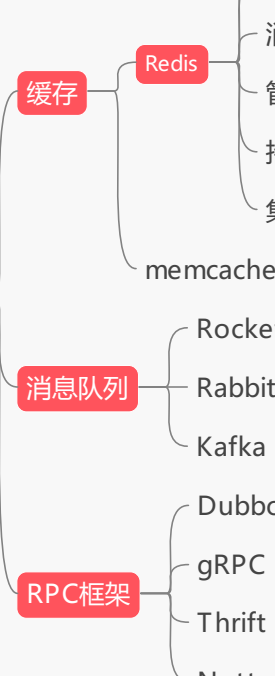 缓存
Redis
memcache
消息队列
Rocke
Rabbit
Kafka
RPC框架
Dubbo
gRPC
Thrift